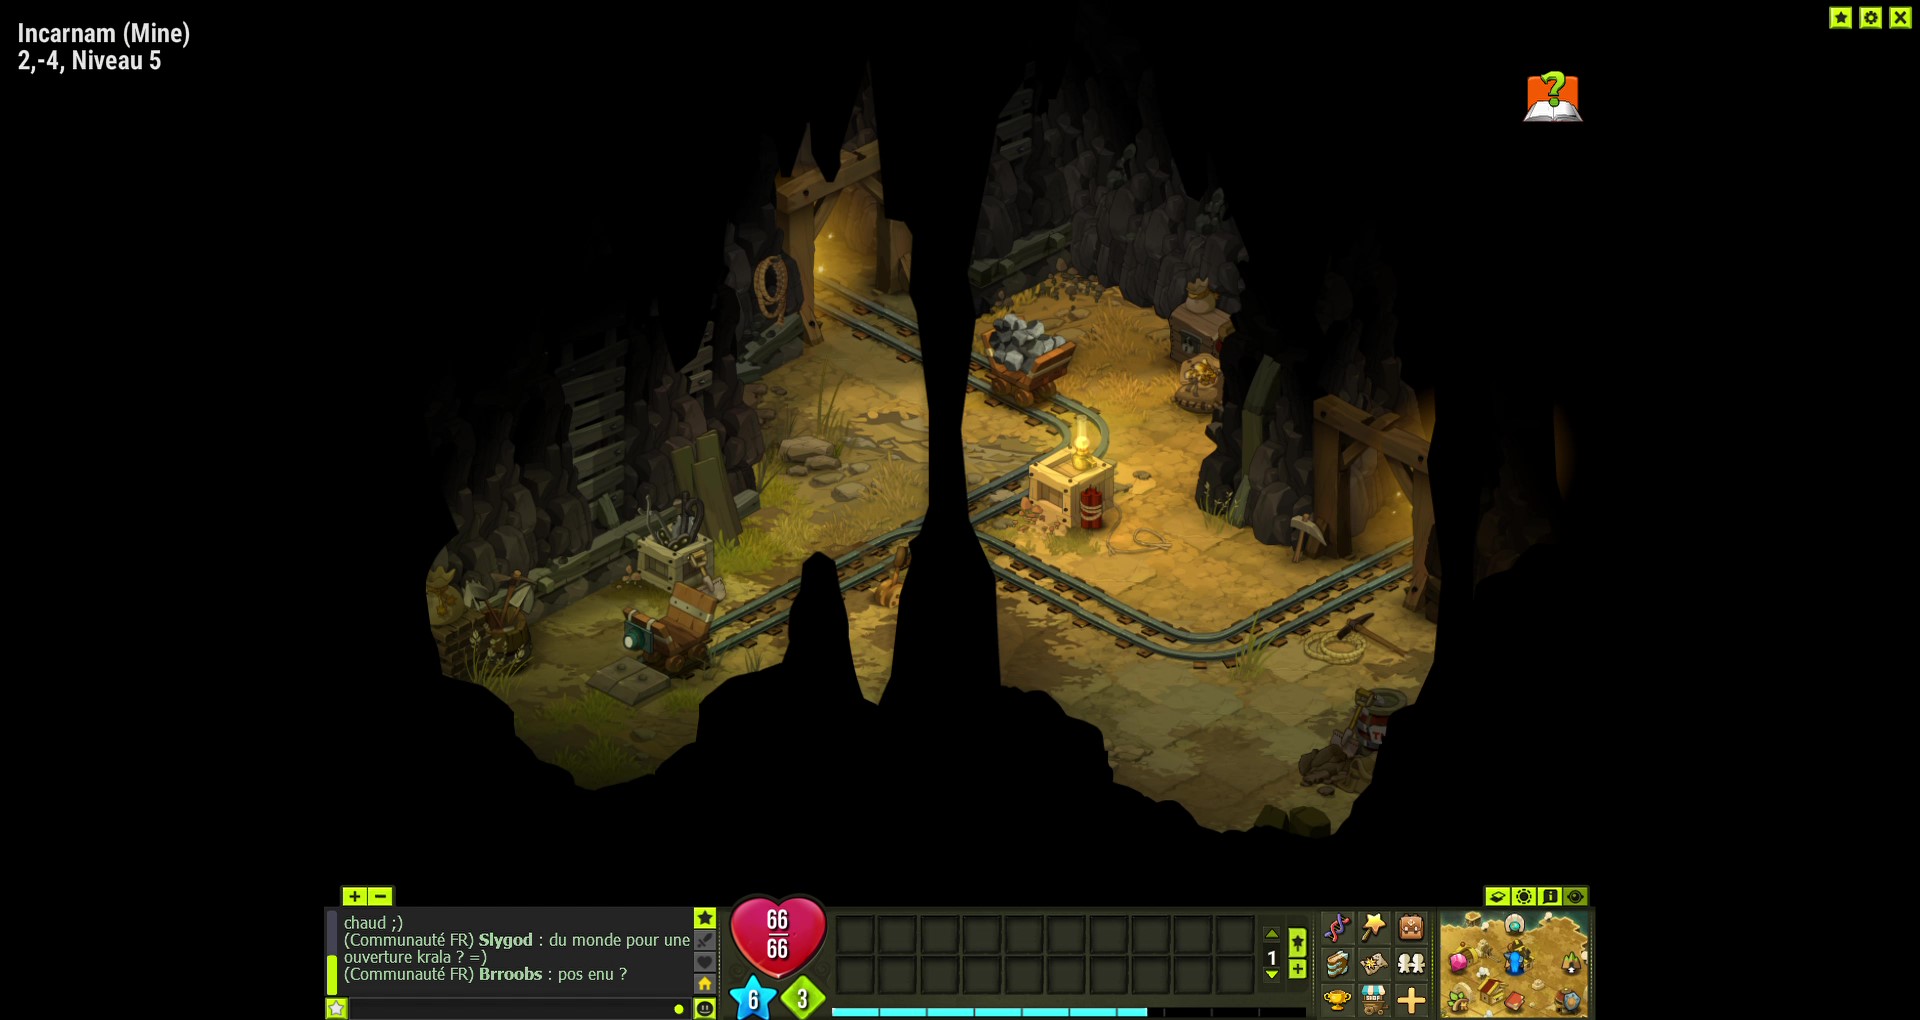 Incarnam (Mine)
2,-4, Niveau 5
?
chaud ;)
(Communauté FR) Slygod : du monde pour une
ouverture krala ? =)
(Communauté FR) Brroobs : pos enu ?
66
66
6
3
1
SHOP